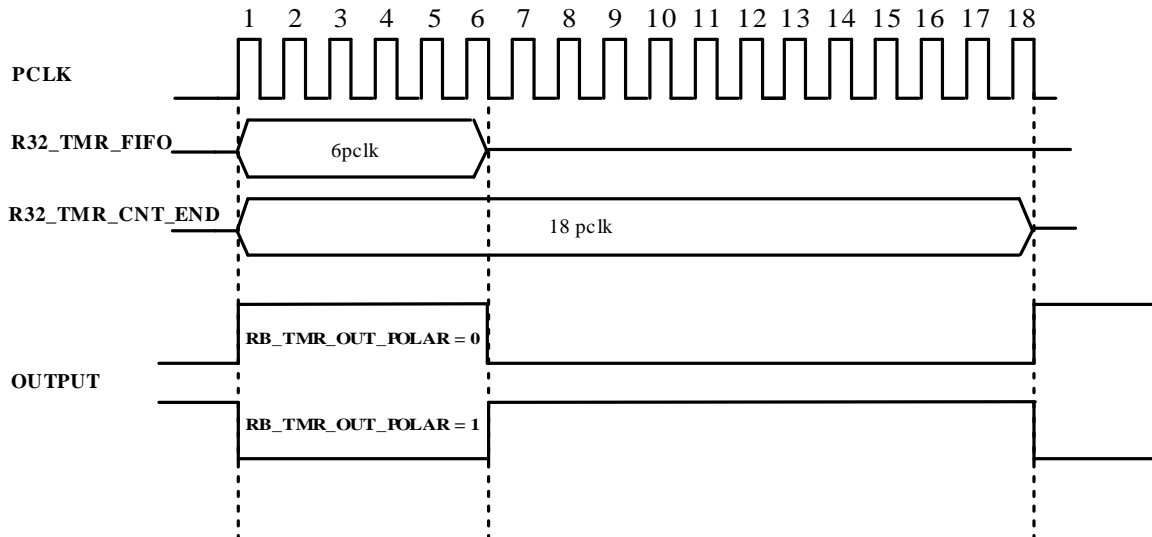 1 2 3 4 5 6 7 8 9 10 11 12 13 14 15 16 17 18
PCLK
R32_TMR_FIFO
6pclk
R32_TMR_CNT_END
18 pclk
RB_TMR_OUT_POLAR = 0
OUTPUT
RB_TMR_OUT_POLAR = 1